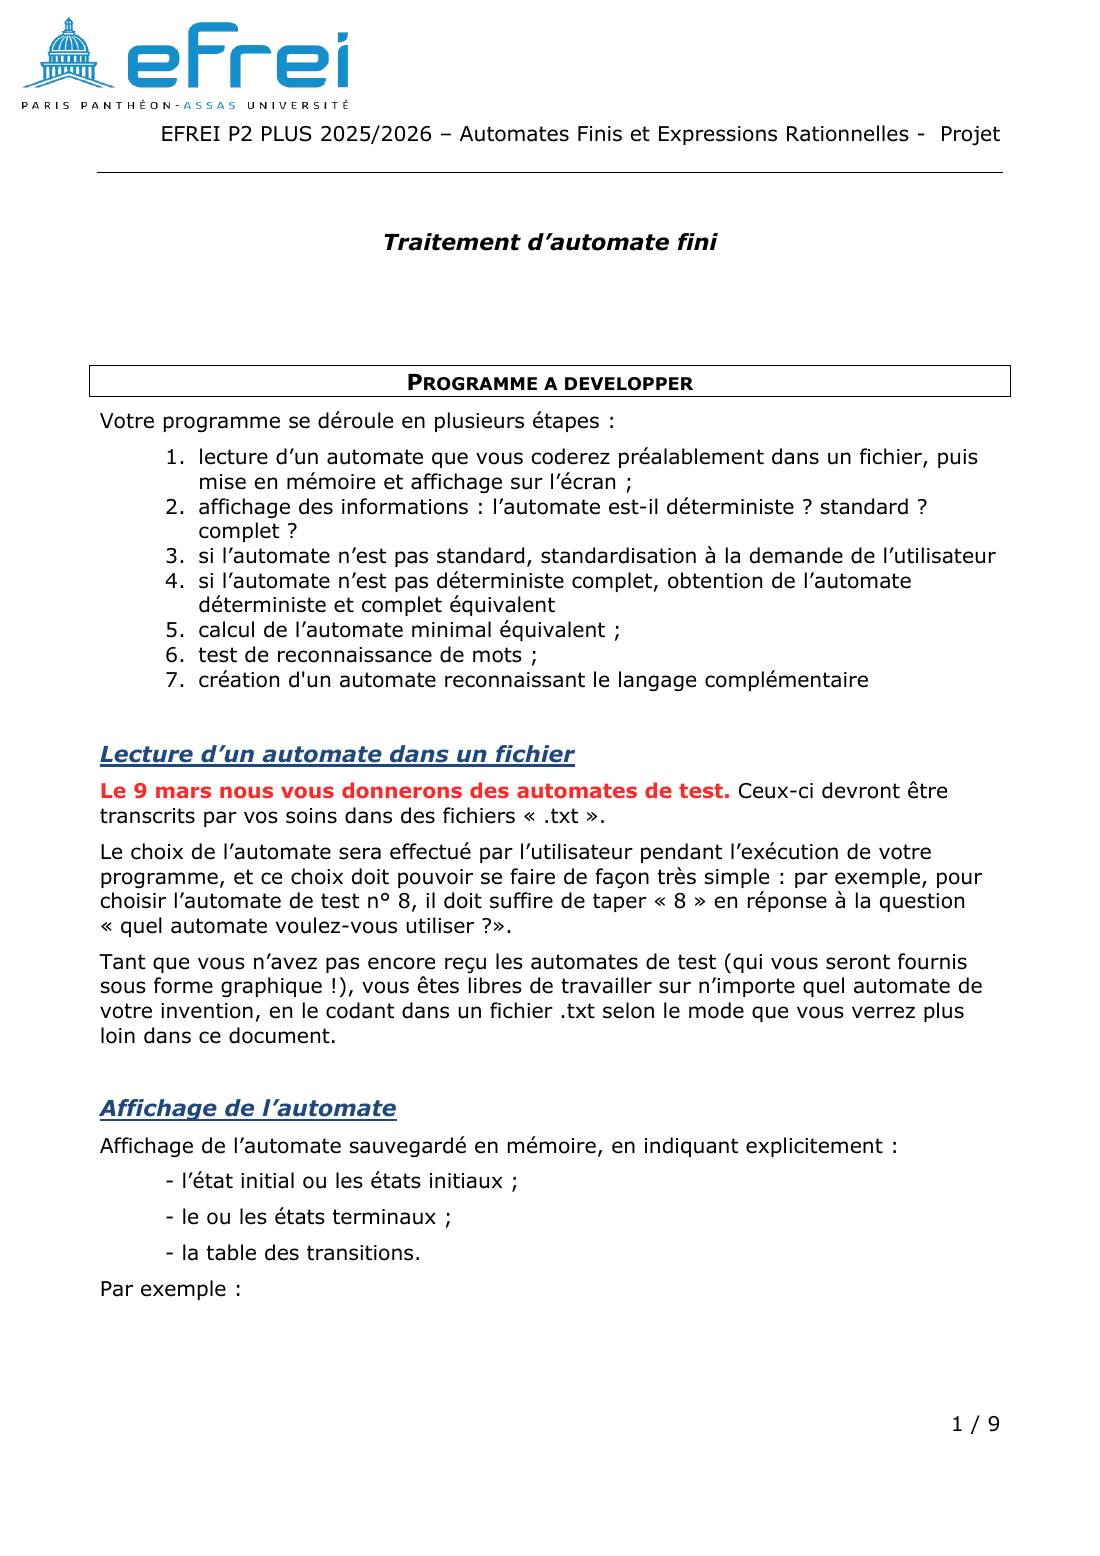 efrei
PARIS PANTHÉON-ASSAS UNIVERSITÉ
EFREI P2 PLUS 2025/2026 – Automates Finis et Expressions Rationnelles - Projet
Traitement d’automate fini
PROGRAMME A DEVELOPPER
Votre programme se déroule en plusieurs étapes :
1. lecture d’un automate que vous coderez préalablement dans un fichier, puis
mise en mémoire et affichage sur l’écran ;
2. affichage des informations : l’automate est-il déterministe ? standard ?
complet ?
3. si l’automate n’est pas standard, standardisation à la demande de l’utilisateur
4. si l’automate n’est pas déterministe complet, obtention de l’automate
déterministe et complet équivalent
5. calcul de l’automate minimal équivalent ;
6. test de reconnaissance de mots ;
7. création d'un automate reconnaissant le langage complémentaire
Lecture d’un automate dans un fichier
Le 9 mars nous vous donnerons des automates de test. Ceux-ci devront être
transcrits par vos soins dans des fichiers « .txt ».
Le choix de l’automate sera effectué par l’utilisateur pendant l’exécution de votre
programme, et ce choix doit pouvoir se faire de façon très simple : par exemple, pour
choisir l’automate de test n° 8, il doit suffire de taper « 8 » en réponse à la question
« quel automate voulez-vous utiliser ?».
Tant que vous n’avez pas encore reçu les automates de test (qui vous seront fournis
sous forme graphique !), vous êtes libres de travailler sur n’importe quel automate de
votre invention, en le codant dans un fichier .txt selon le mode que vous verrez plus
loin dans ce document.
Affichage de l’automate
Affichage de l’automate sauvegardé en mémoire, en indiquant explicitement :
- l’état initial ou les états initiaux ;
- le ou les états terminaux ;
- la table des transitions.
Par exemple :
1 / 9